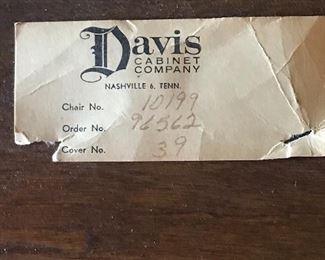 Davis
CABINET
COMPANY
NASHVILLE 6, TENN.
Chair No. 10199
Order No. 96562
Cover No. 39